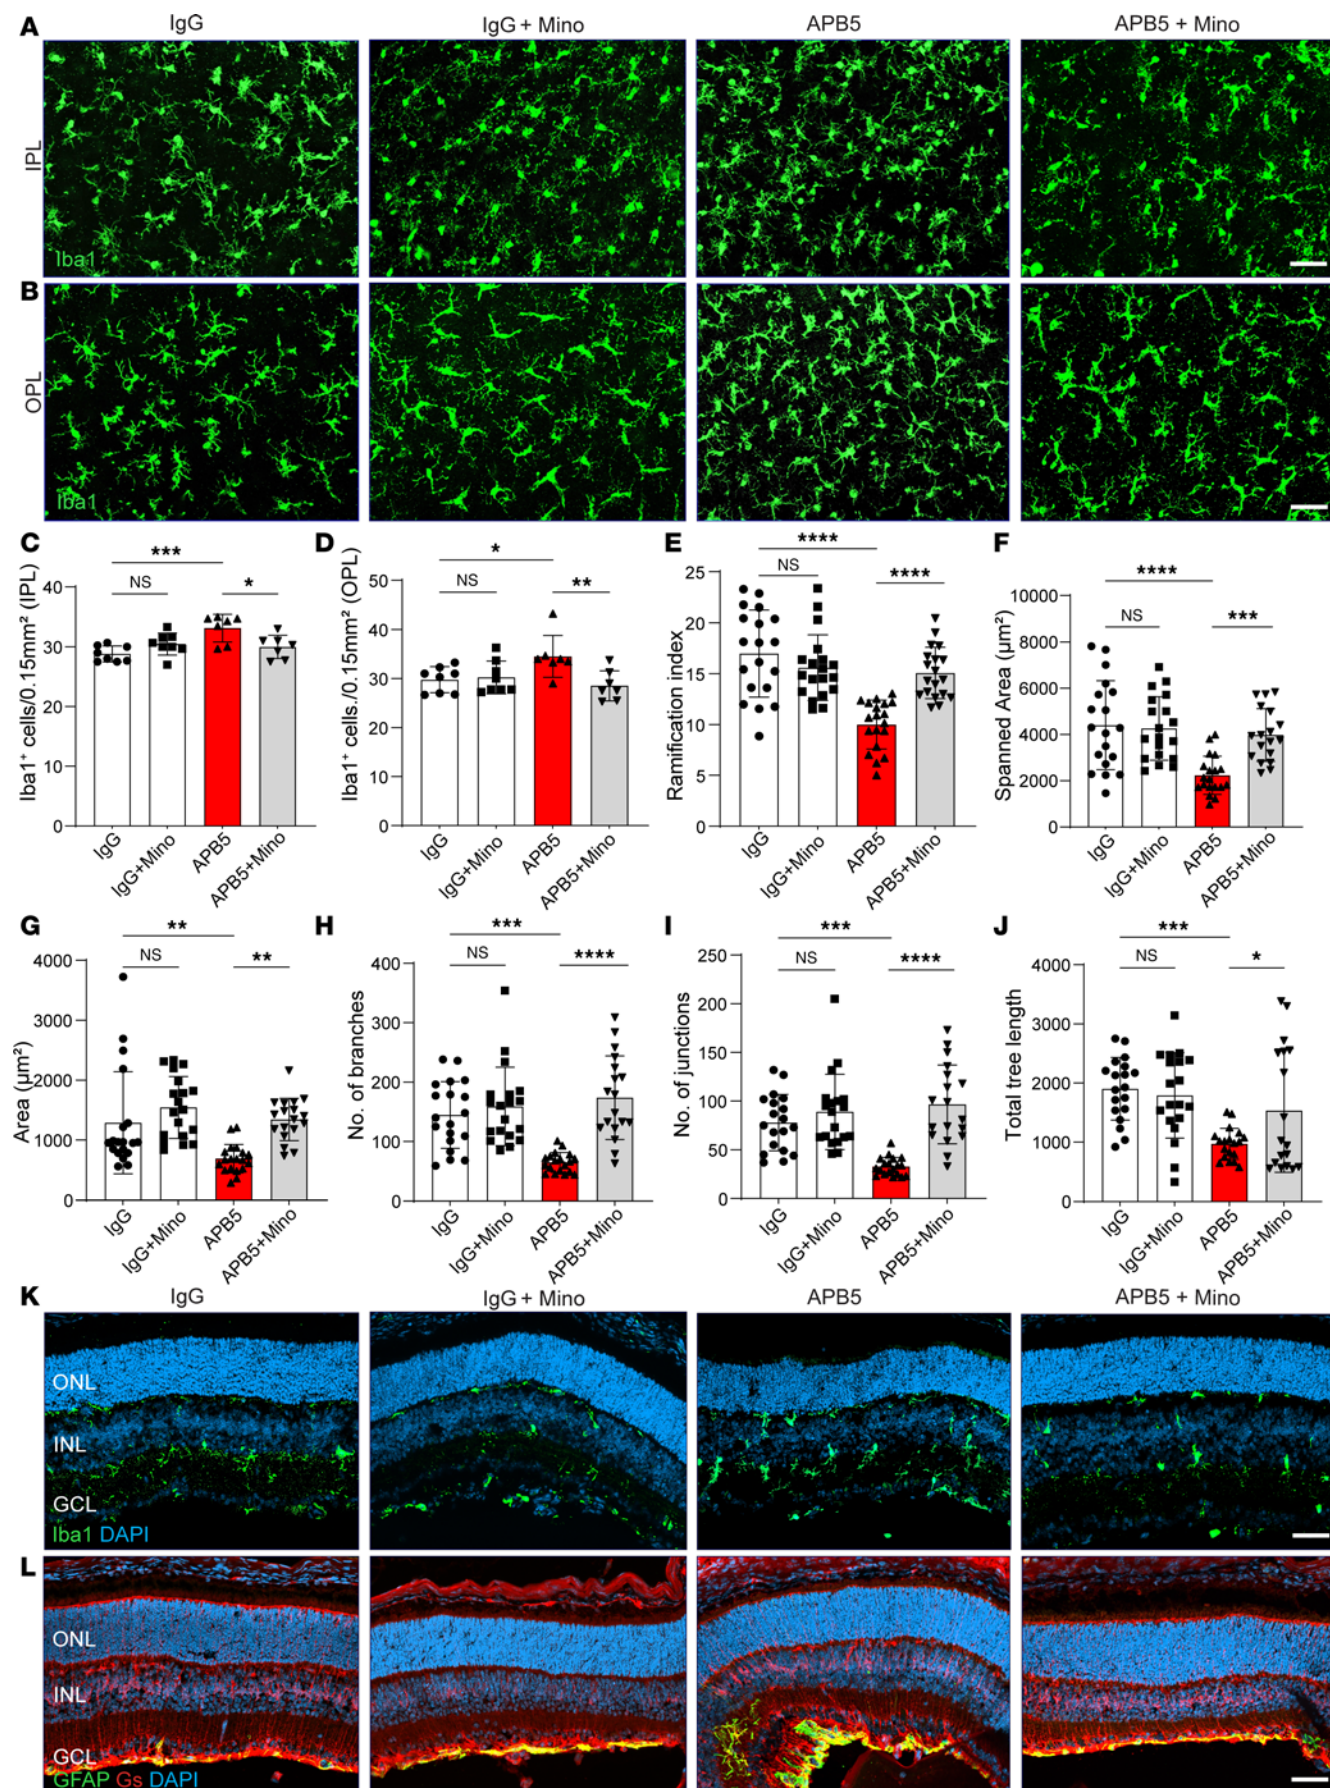 A IgG IgG + Mino APB5 APB5 + Mino
IPL
Iba1
B
OPL
Iba1
C
Iba1⁺ cells/0.15mm² (IPL)
*** NS *
40
30
20
10
0
IgG IgG+Mino APB5 APB5+Mino
D
Iba1⁺ cells./0.15mm² (OPL)
* NS **
50
40
30
20
10
0
IgG IgG+Mino APB5 APB5+Mino
E
Ramification index
**** NS ****
25
20
15
10
5
0
IgG IgG+Mino APB5 APB5+Mino
F
Spanned Area (µm²)
**** NS ***
10000
8000
6000
4000
2000
0
IgG IgG+Mino APB5 APB5+Mino
G
Area (µm²)
** NS **
4000
3000
2000
1000
0
IgG IgG+Mino APB5 APB5+Mino
H
No. of branches
*** NS ****
400
300
200
100
0
IgG IgG+Mino APB5 APB5+Mino
I
No. of junctions
*** NS ****
250
200
150
100
50
0
IgG IgG+Mino APB5 APB5+Mino
J
Total tree length
*** NS *
4000
3000
2000
1000
0
IgG IgG+Mino APB5 APB5+Mino
K IgG IgG + Mino APB5 APB5 + Mino
ONL
INL
GCL
Iba1 DAPI
L
ONL
INL
GCL
GFAP Gs DAPI